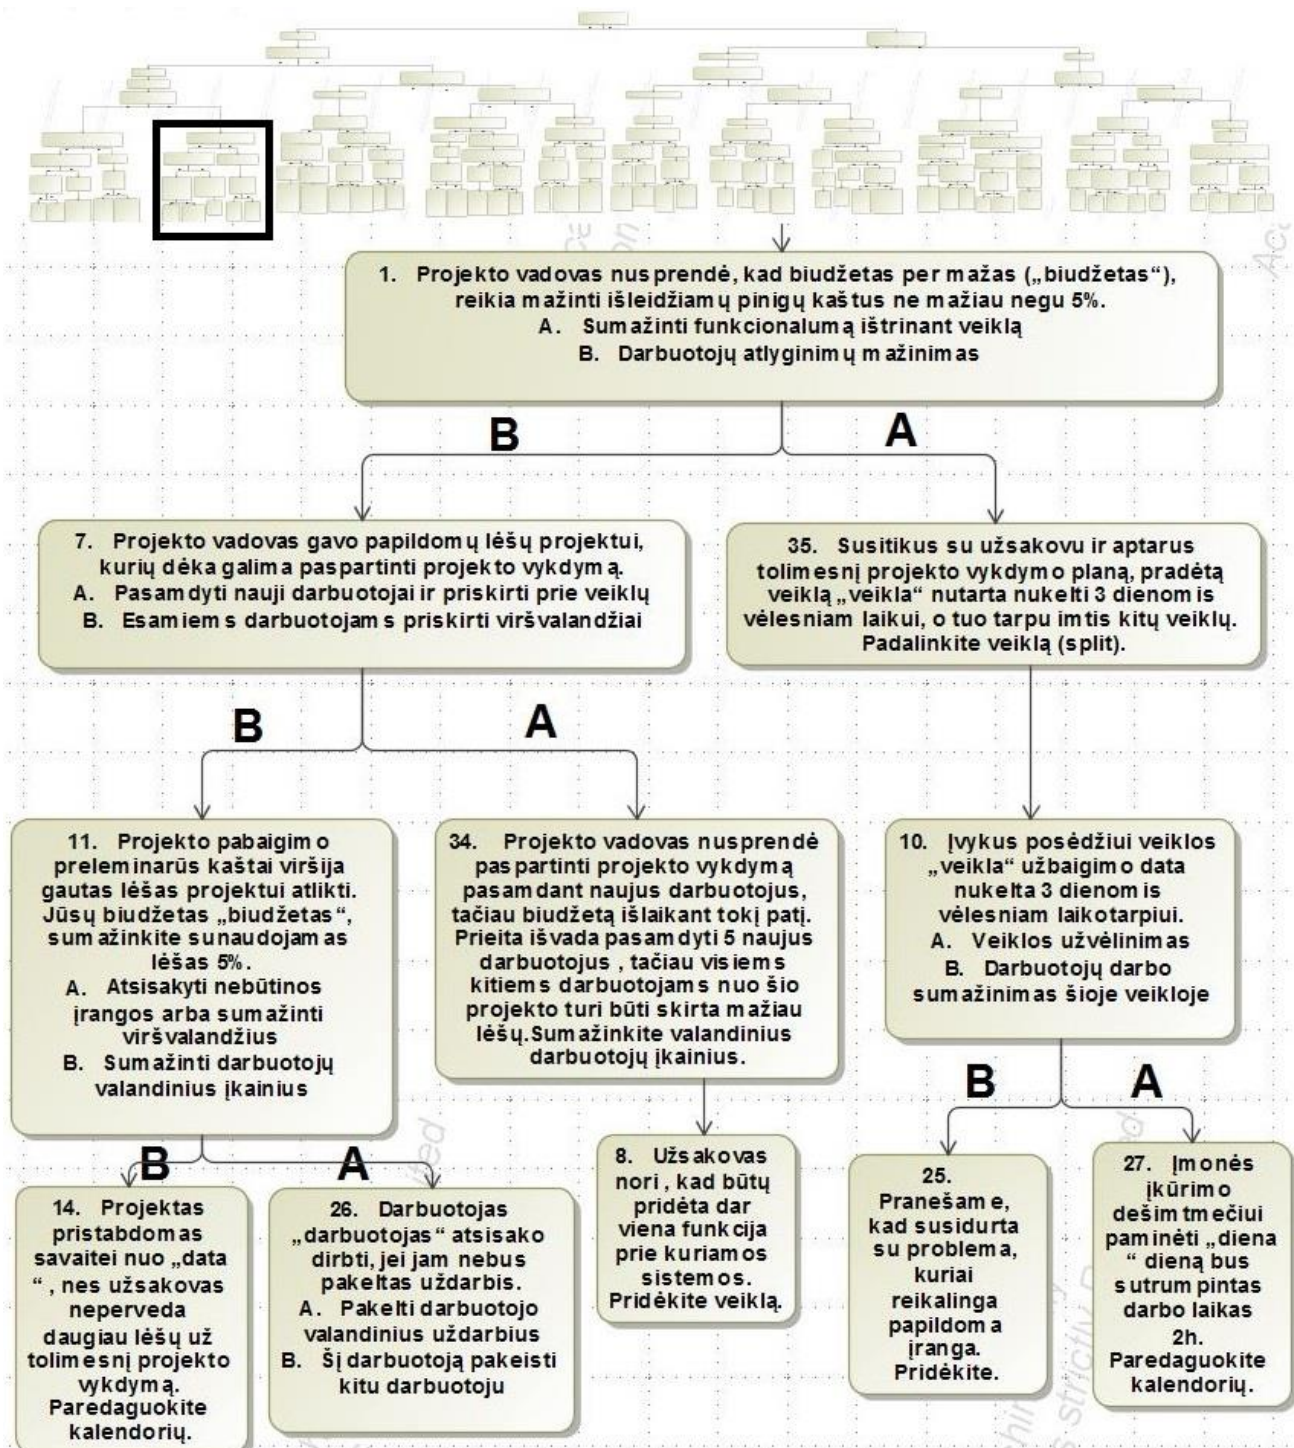 1. Projekto vadovas nusprendė, kad biudžetas per mažas („biudžetas“),
reikia mažinti išleidžiamų pinigų kaštus ne mažiau negu 5%.
A. Sumažinti funkcionalumą ištrinant veiklą
B. Darbuotojų atlyginimų mažinimas
B
A
7. Projekto vadovas gavo papildomų lėšų projektui,
kurių dėka galima paspartinti projekto vykdymą.
A. Pasamdyti nauji darbuotojai ir priskirti prie veiklų
B. Esamiems darbuotojams priskirti viršvalandžiai
35. Susitikus su užsakovu ir aptarus
tolimesnį projekto vykdymo planą, pradėtą
veiklą „veikla“ nutarta nukelti 3 dienomis
vėlesniam laikui, o tuo tarpu imtis kitų veiklų.
Padalinkite veiklą (split).
B
A
11. Projekto pabaigimo
preleminarūs kaštai viršija
gautas lėšas projektui atlikti.
Jūsų biudžetas „biudžetas“,
sumažinkite sunaudojamas
lėšas 5%.
A. Atsisakyti nebūtinos
įrangos arba sumažinti
viršvalandžius
B. Sumažinti darbuotojų
valandinius įkainius
34. Projekto vadovas nusprendė
paspartinti projekto vykdymą
pasamdant naujus darbuotojus,
tačiau biudžetą išlaikant tokį patį.
Prieita išvada pasamdyti 5 naujus
darbuotojus , tačiau visiems
kitiems darbuotojams nuo šio
projekto turi būti skirta mažiau
lėšų.Sumažinkite valandinius
darbuotojų įkainius.
10. Įvykus posėdžiui veiklos
„veikla“ užbaigimo data
nukelta 3 dienomis
vėlesniam laikotarpiui.
A. Veiklos užvėlinimas
B. Darbuotojų darbo
sumažinimas šioje veikloje
B
A
B
A
14. Projektas
pristabdomas
savaitei nuo „data
“ , nes užsakovas
neperveda
daugiau lėšų už
tolimesnį projekto
vykdymą.
Paredaguokite
kalendorių.
26. Darbuotojas
„darbuotojas“ atsisako
dirbti, jei jam nebus
pakeltas uždarbis.
A. Pakelti darbuotojo
valandinius uždarbius
B. Šį darbuotoją pakeisti
kitu darbuotoju
8. Užsakovas
nori , kad būtų
pridėta dar
viena funkcija
prie kuriamos
sistemos.
Pridėkite veiklą.
25.
Pranešame,
kad susidurta
su problema,
kuriai
reikalinga
papildoma
įranga.
Pridėkite.
27. Įmonės
įkūrimo
dešimtmečiui
paminėti „diena
“ dieną bus
sutrumpintas
darbo laikas
2h.
Paredaguokite
kalendorių.